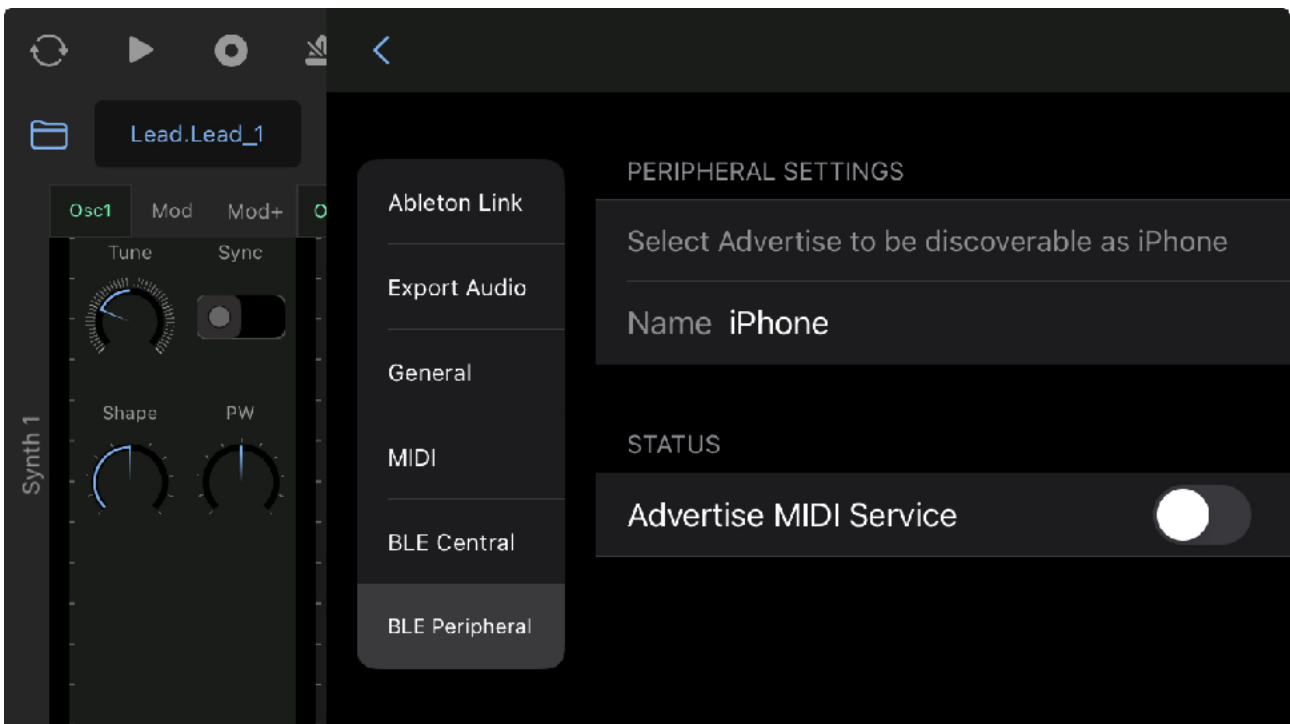 Lead.Lead_1
Osc1 Mod Mod+ O
Tune Sync
Shape PW
Synth 1
Ableton Link
Export Audio
General
MIDI
BLE Central
BLE Peripheral
PERIPHERAL SETTINGS
Select Advertise to be discoverable as iPhone
Name iPhone
STATUS
Advertise MIDI Service